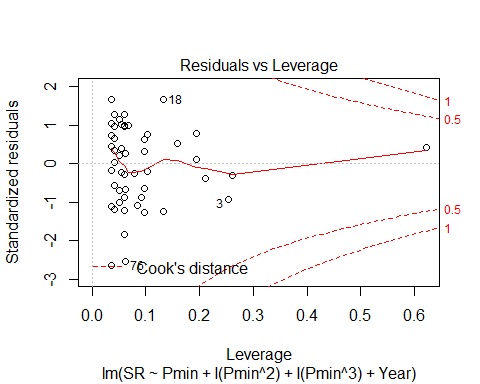 Residuals vs Leverage
Standardized residuals
2
1
0
-1
-2
-3
18
3
76
Cook's distance
1
0.5
0.5
1
0.0 0.1 0.2 0.3 0.4 0.5 0.6
Leverage
lm(SR ~ Pmin + I(Pmin^2) + I(Pmin^3) + Year)